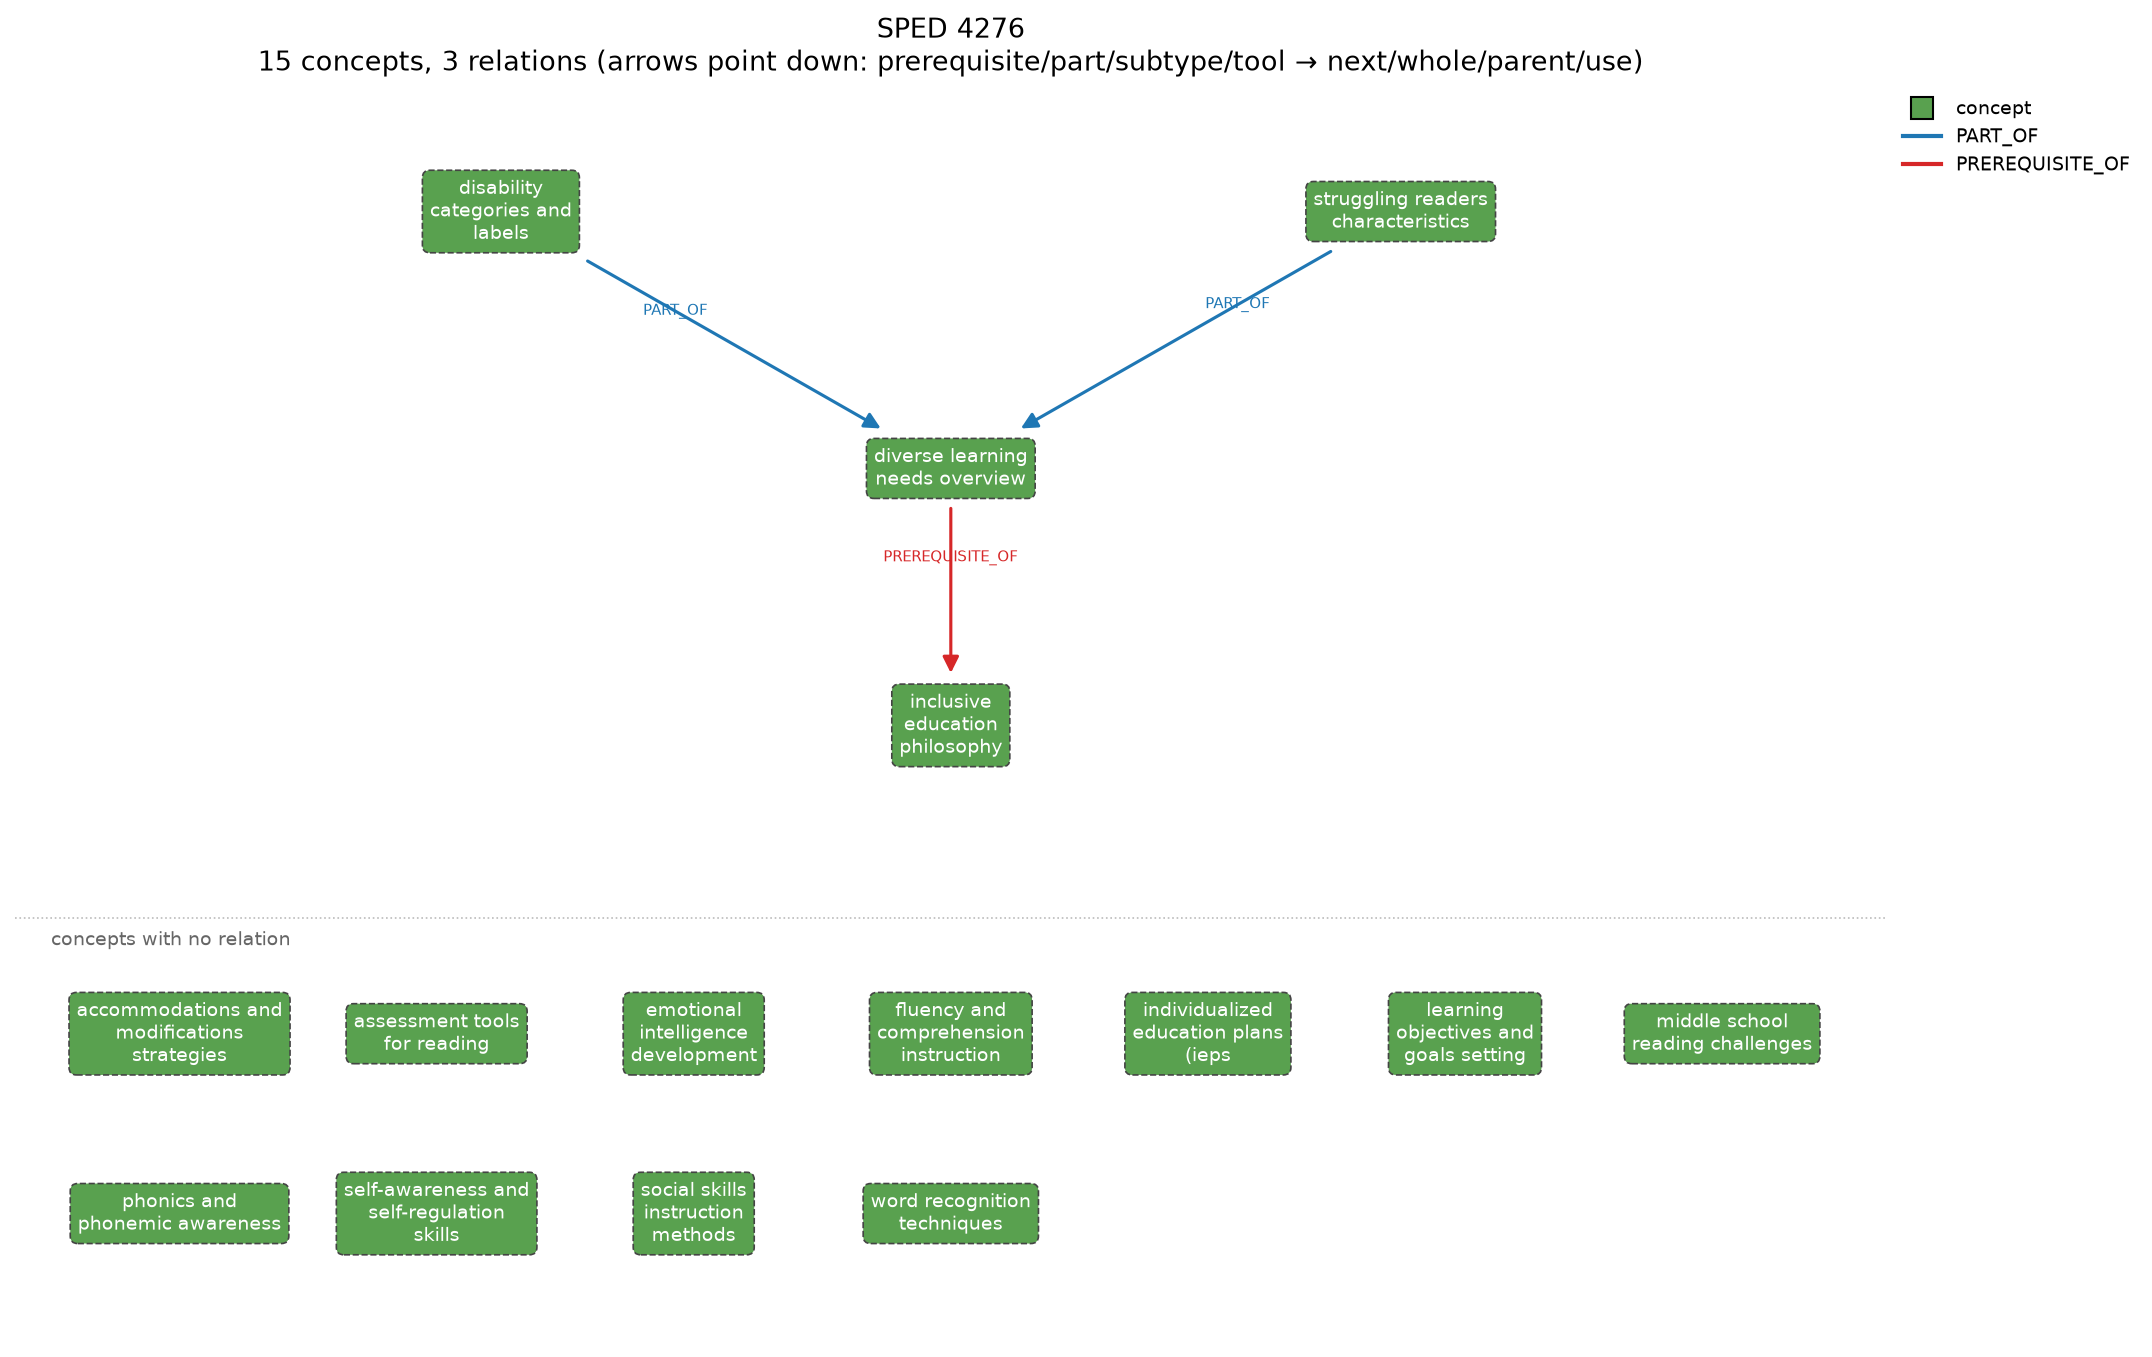 SPED 4276
15 concepts, 3 relations (arrows point down: prerequisite/part/subtype/tool → next/whole/parent/use)
concept
PART_OF
PREREQUISITE_OF
disability
categories and
labels
struggling readers
characteristics
PART_OF
PART_OF
diverse learning
needs overview
PREREQUISITE_OF
inclusive
education
philosophy
concepts with no relation
accommodations and
modifications
strategies
assessment tools
for reading
emotional
intelligence
development
fluency and
comprehension
instruction
individualized
education plans
(ieps
learning
objectives and
goals setting
middle school
reading challenges
phonics and
phonemic awareness
self-awareness and
self-regulation
skills
social skills
instruction
methods
word recognition
techniques